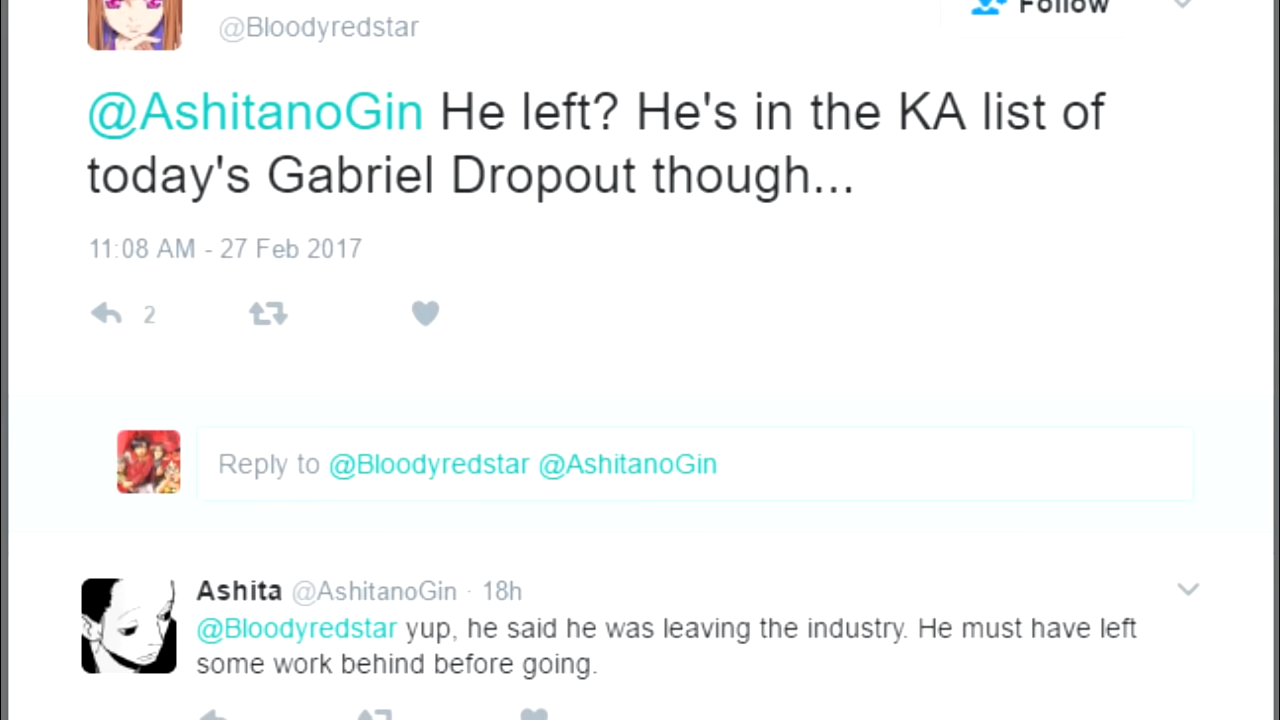 Follow
@Bloodyredstar
@AshitanoGin He left? He's in the KA list of
today's Gabriel Dropout though...
11:08 AM - 27 Feb 2017
2
Reply to @Bloodyredstar @AshitanoGin
Ashita @AshitanoGin · 18h
@Bloodyredstar yup, he said he was leaving the industry. He must have left
some work behind before going.